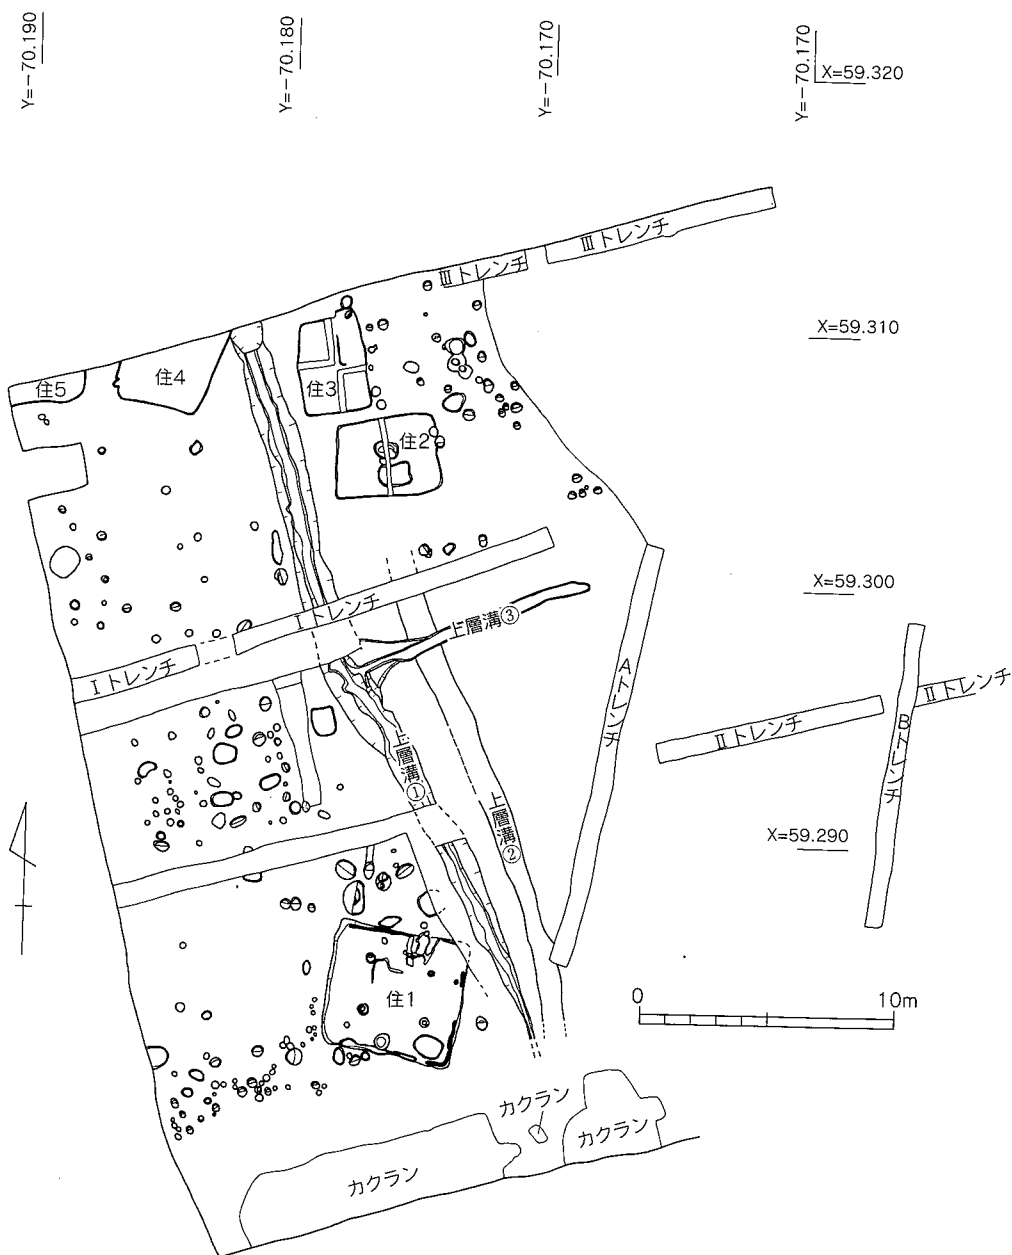 Y=−70.190
Y=−70.180
Y=−70.170
Y=−70.170
X=59.320
Ⅲトレンチ
Ⅲトレンチ
X=59.310
住5
住4
住3
住2
X=59.300
Ⅰトレンチ
上層溝③
Ⅰトレンチ
Aトレンチ
Ⅱトレンチ
Ⅱトレンチ
Bトレンチ
上層溝①
上層溝②
X=59.290
住1
0
10m
カクラン
カクラン
カクラン